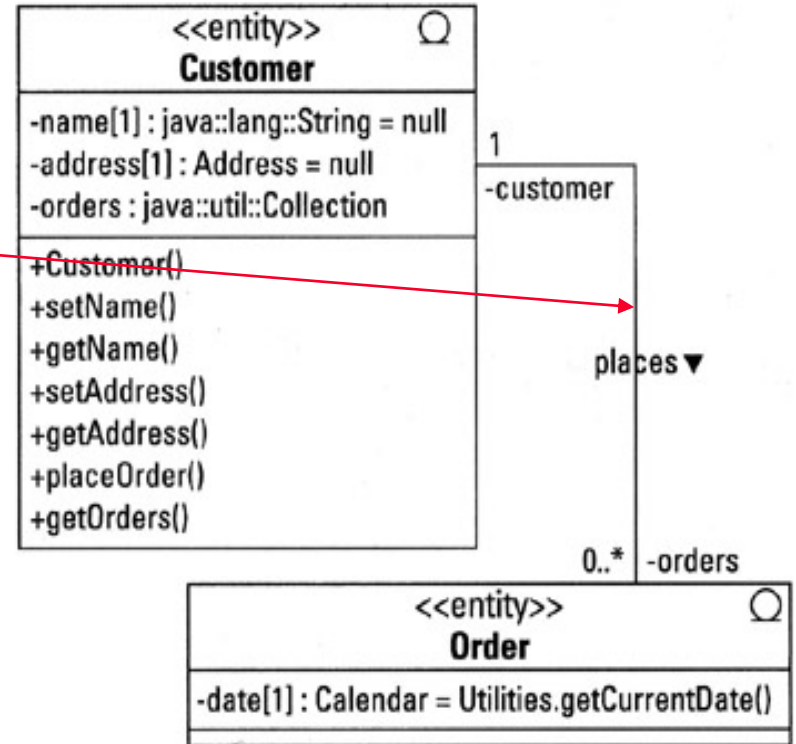 <<entity>>
Customer
-name[1] : java::lang::String = null
-address[1] : Address = null
-orders : java::util::Collection
+Customer()
+setName()
+getName()
+setAddress()
+getAddress()
+placeOrder()
+getOrders()
1
-customer
places▼
0..* -orders
<<entity>>
Order
-date[1] : Calendar = Utilities.getCurrentDate()